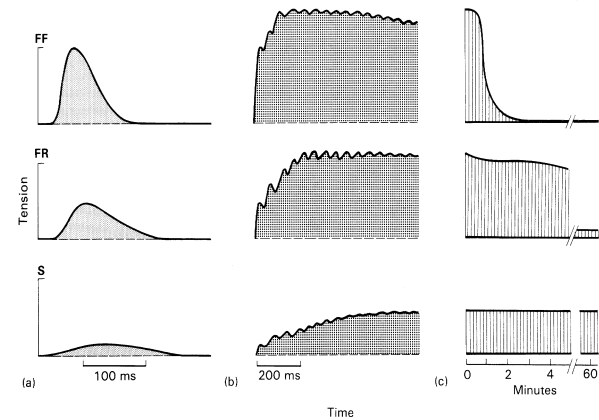 FF
FR
Tension
S
100 ms
200 ms
0 2 4 60
Minutes
(a) (b) (c)
Time